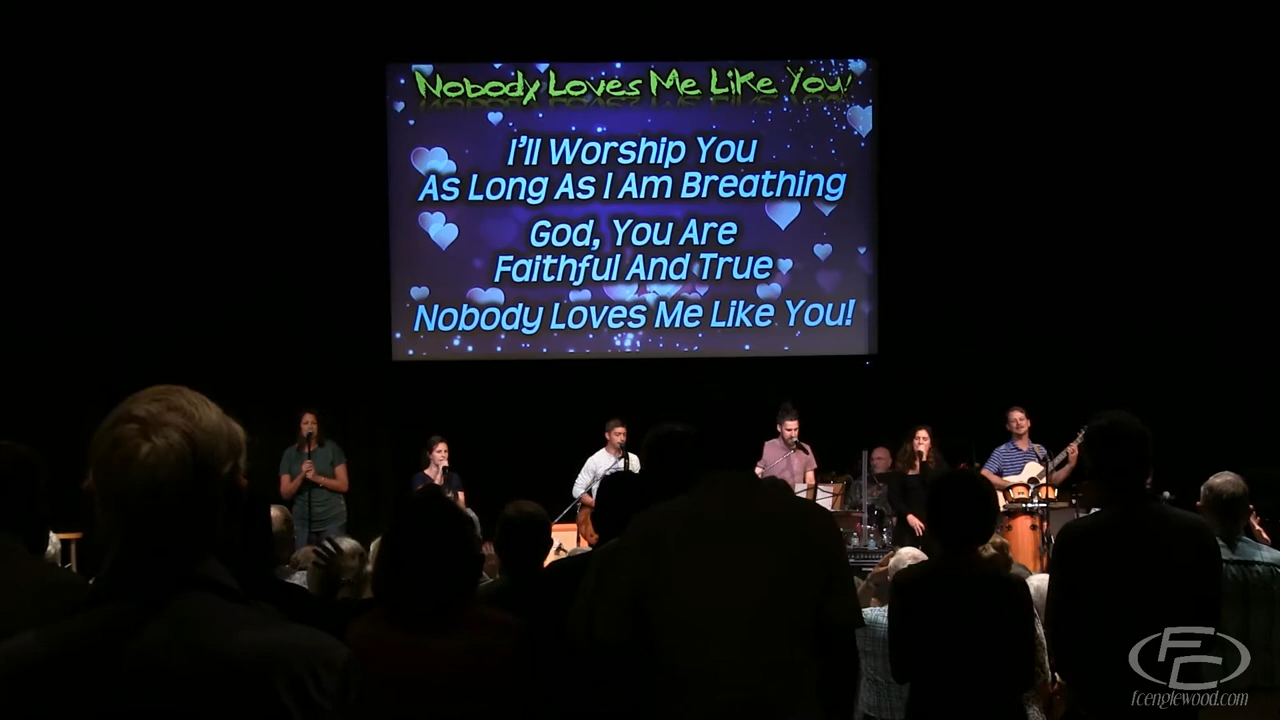 Nobody Loves Me Like You!
I'll Worship You
As Long As I Am Breathing
God, You Are
Faithful And True
Nobody Loves Me Like You!
FC
fcenglewood.com